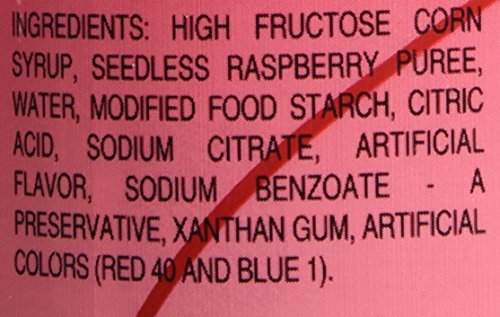 INGREDIENTS: HIGH FRUCTOSE CORN
SYRUP, SEEDLESS RASPBERRY PUREE,
WATER, MODIFIED FOOD STARCH, CITRIC
ACID, SODIUM CITRATE, ARTIFICIAL
FLAVOR, SODIUM BENZOATE - A
PRESERVATIVE, XANTHAN GUM, ARTIFICIAL
COLORS (RED 40 AND BLUE 1).